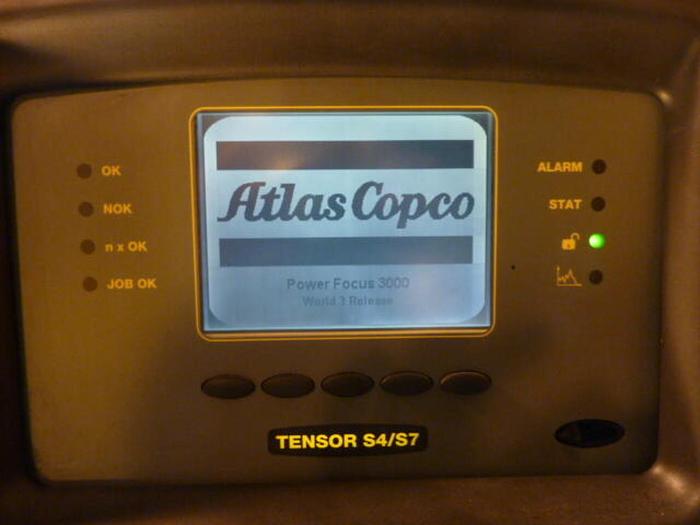 OK
NOK
n x OK
JOB OK
Atlas Copco
Power Focus 3000
World 3 Release
ALARM
STAT
TENSOR S4/S7